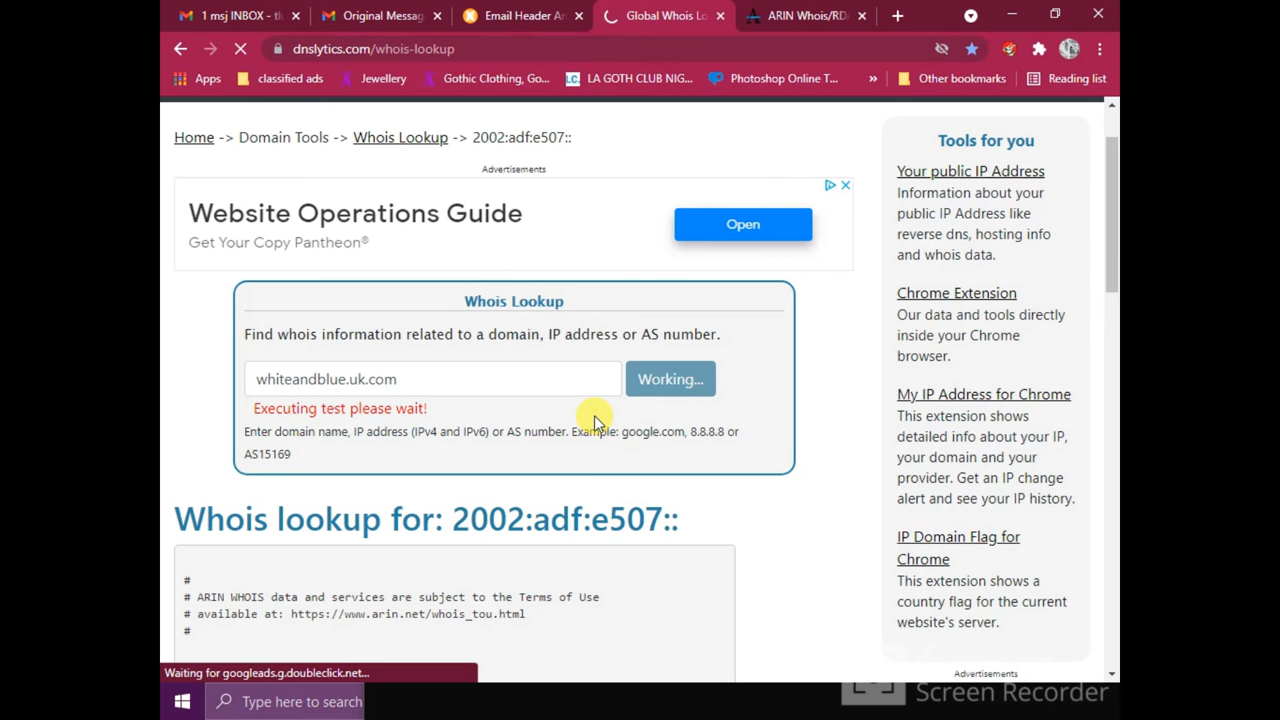 1 msj INBOX - th
Original Messag
Email Header An
Global Whois Lo
ARIN Whois/RDA
dnslytics.com/whois-lookup
Apps
classified ads
Jewellery
Gothic Clothing, Go...
LC.
LA GOTH CLUB NIG...
Photoshop Online T...
»
Other bookmarks
Reading list
Home -> Domain Tools -> Whois Lookup -> 2002:adf:e507::
Advertisements
Website Operations Guide
Get Your Copy Pantheon®
Open
Whois Lookup
Find whois information related to a domain, IP address or AS number.
whiteandblue.uk.com
Working...
Executing test please wait!
Enter domain name, IP address (IPv4 and IPv6) or AS number. Example: google.com, 8.8.8.8 or
AS15169
Whois lookup for: 2002:adf:e507::
#
# ARIN WHOIS data and services are subject to the Terms of Use
# available at: https://www.arin.net/whois_tou.html
#
Tools for you
Your public IP Address
Information about your
public IP Address like
reverse dns, hosting info
and whois data.
Chrome Extension
Our data and tools directly
inside your Chrome
browser.
My IP Address for Chrome
This extension shows
detailed info about your IP,
your domain and your
provider. Get an IP change
alert and see your IP history.
IP Domain Flag for
Chrome
This extension shows a
country flag for the current
website's server.
Advertisements
Waiting for googleads.g.doubleclick.net...
Type here to search
Screen Recorder